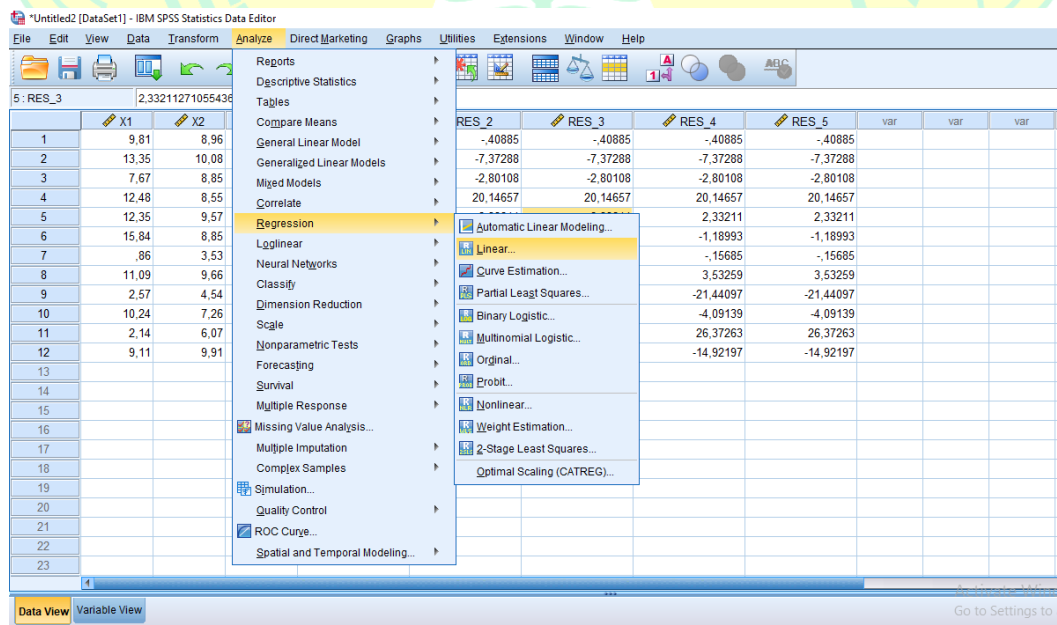 *Untitled2 [DataSet1] - IBM SPSS Statistics Data Editor
File Edit View Data Transform Analyze Direct Marketing Graphs Utilities Extensions Window Help
5 : RES_3 2,33211271055436
X1 X2 RES_2 RES_3 RES_4 RES_5 var var var
1 9,81 8,96 -,40885 -,40885 -,40885 -,40885
2 13,35 10,08 -7,37288 -7,37288 -7,37288 -7,37288
3 7,67 8,85 -2,80108 -2,80108 -2,80108 -2,80108
4 12,48 8,55 20,14657 20,14657 20,14657 20,14657
5 12,35 9,57 2,33211 2,33211
6 15,84 8,85 -1,18993 -1,18993
7 ,86 3,53 -,15685 -,15685
8 11,09 9,66 3,53259 3,53259
9 2,57 4,54 -21,44097 -21,44097
10 10,24 7,26 -4,09139 -4,09139
11 2,14 6,07 26,37263 26,37263
12 9,11 9,91 -14,92197 -14,92197
13
14
15
16
17
18
19
20
21
22
23
Reports
Descriptive Statistics
Tables
Compare Means
General Linear Model
Generalized Linear Models
Mixed Models
Correlate
Regression
Loglinear
Neural Networks
Classify
Dimension Reduction
Scale
Nonparametric Tests
Forecasting
Survival
Multiple Response
Missing Value Analysis...
Multiple Imputation
Complex Samples
Simulation...
Quality Control
ROC Curve...
Spatial and Temporal Modeling...
Automatic Linear Modeling...
Linear...
Curve Estimation...
Partial Least Squares...
Binary Logistic...
Multinomial Logistic...
Ordinal...
Probit...
Nonlinear...
Weight Estimation...
2-Stage Least Squares...
Optimal Scaling (CATREG)...
Data View Variable View
Go to Settings to